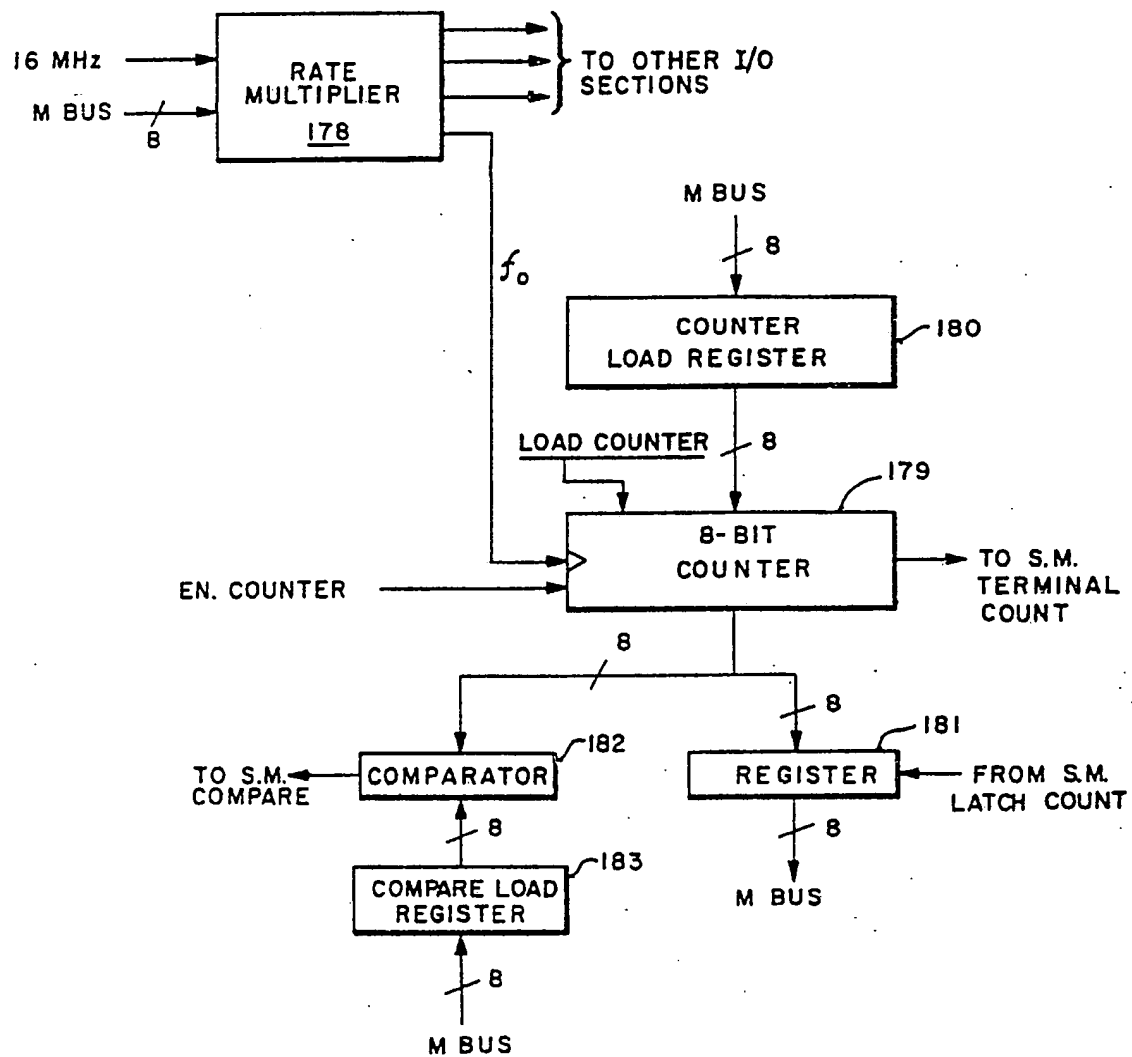 16 MHz
M BUS
8
RATE
MULTIPLIER
178
TO OTHER I/O
SECTIONS
fo
M BUS
8
COUNTER
LOAD REGISTER
180
LOAD COUNTER
8
179
8-BIT
COUNTER
EN. COUNTER
TO S.M.
TERMINAL
COUNT
8
8
182
181
TO S.M.
COMPARE
COMPARATOR
REGISTER
FROM S.M.
LATCH COUNT
8
8
183
COMPARE LOAD
REGISTER
M BUS
8
M BUS